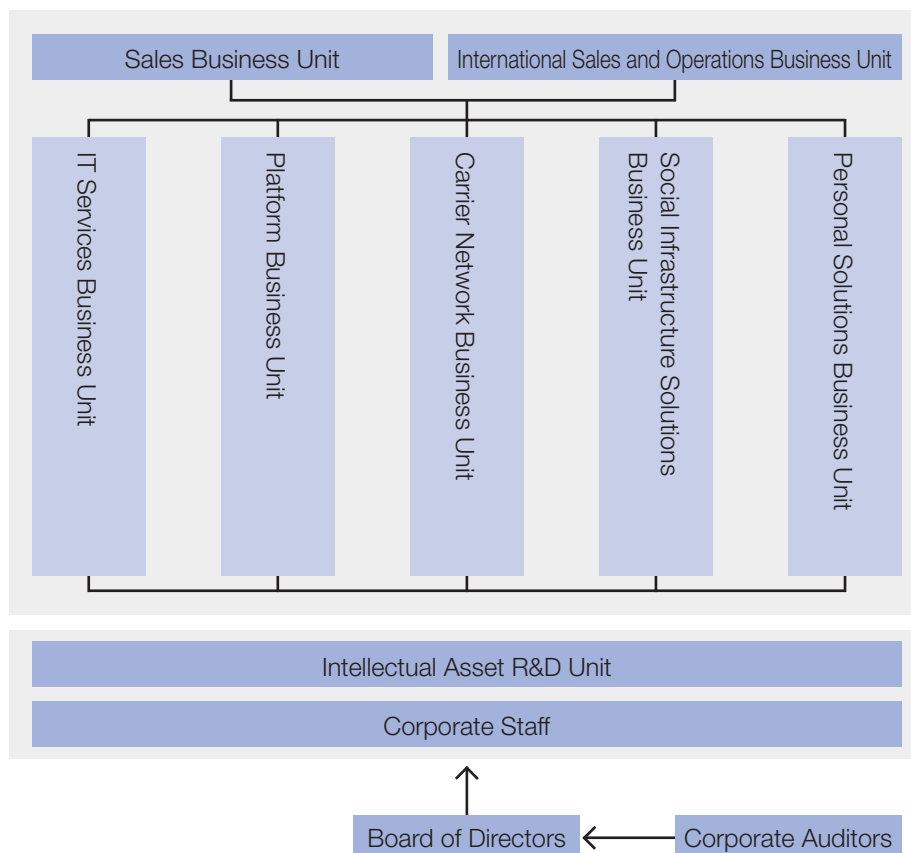 Sales Business Unit
International Sales and Operations Business Unit
IT Services Business Unit
Platform Business Unit
Carrier Network Business Unit
Social Infrastructure Solutions
Business Unit
Personal Solutions Business Unit
Intellectual Asset R&D Unit
Corporate Staff
Board of Directors
Corporate Auditors